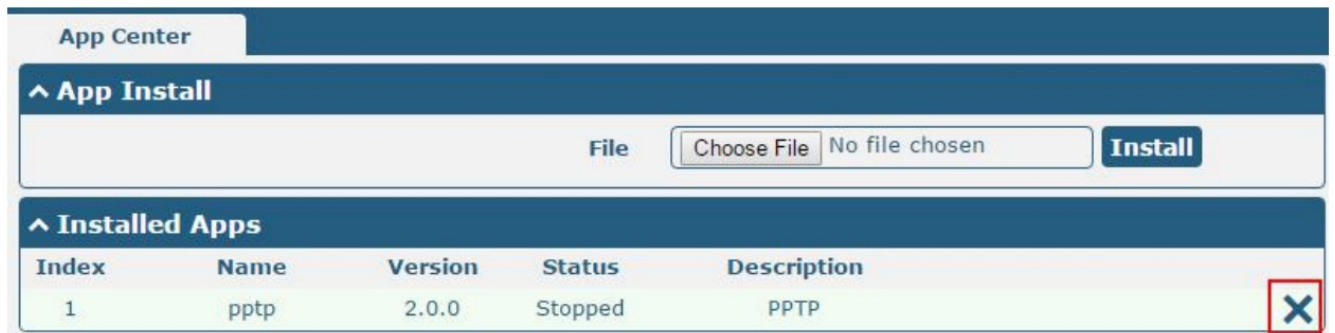 App Center
App Install
File Choose File No file chosen Install
Installed Apps
Index Name Version Status Description
1 pptp 2.0.0 Stopped PPTP